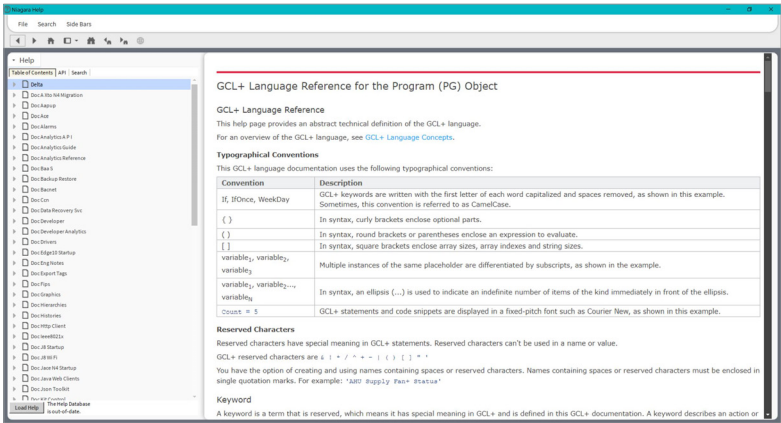 Niagara Help
File Search Side Bars
Help
Table of Contents API Search
Delta
Doc A Xto N4 Migration
Doc Aapup
Doc Ace
Doc Alarms
Doc Analytics A P I
Doc Analytics Guide
Doc Analytics Reference
Doc Baa S
Doc Backup Restore
Doc Bacnet
Doc Ccn
Doc Data Recovery Svc
Doc Developer
Doc Developer Analytics
Doc Drivers
Doc Edge10 Startup
Doc Eng Notes
Doc Export Tags
Doc Fips
Doc Graphics
Doc Hierarchies
Doc Histories
Doc Http Client
Doc Ieee8021x
Doc J8 Startup
Doc J8 Wi Fi
Doc Jace N4 Startup
Doc Java Web Clients
Doc Json Toolkit
Doc Kit Control
Load Help
The Help Database
is out-of-date.
GCL+ Language Reference for the Program (PG) Object
GCL+ Language Reference
This help page provides an abstract technical definition of the GCL+ language.
For an overview of the GCL+ language, see GCL+ Language Concepts.
Typographical Conventions
This GCL+ language documentation uses the following typographical conventions:
Convention Description
If, IfOnce, WeekDay
GCL+ keywords are written with the first letter of each word capitalized and spaces removed, as shown in this example.
Sometimes, this convention is referred to as CamelCase.
{ } In syntax, curly brackets enclose optional parts.
( ) In syntax, round brackets or parentheses enclose an expression to evaluate.
[ ] In syntax, square brackets enclose array sizes, array indexes and string sizes.
variable1, variable2,
variable3
Multiple instances of the same placeholder are differentiated by subscripts, as shown in the example.
variable1, variable2...,
variableN
In syntax, an ellipsis (...) is used to indicate an indefinite number of items of the kind immediately in front of the ellipsis.
Count = 5 GCL+ statements and code snippets are displayed in a fixed-pitch font such as Courier New, as shown in this example.
Reserved Characters
Reserved characters have special meaning in GCL+ statements. Reserved characters can't be used in a name or value.
GCL+ reserved characters are & ! * / ^ + - | ( ) [ ] " '
You have the option of creating and using names containing spaces or reserved characters. Names containing spaces or reserved characters must be enclosed in
single quotation marks. For example: 'AHU Supply Fan+ Status'
Keyword
A keyword is a term that is reserved, which means it has special meaning in GCL+ and is defined in this GCL+ documentation. A keyword describes an action or